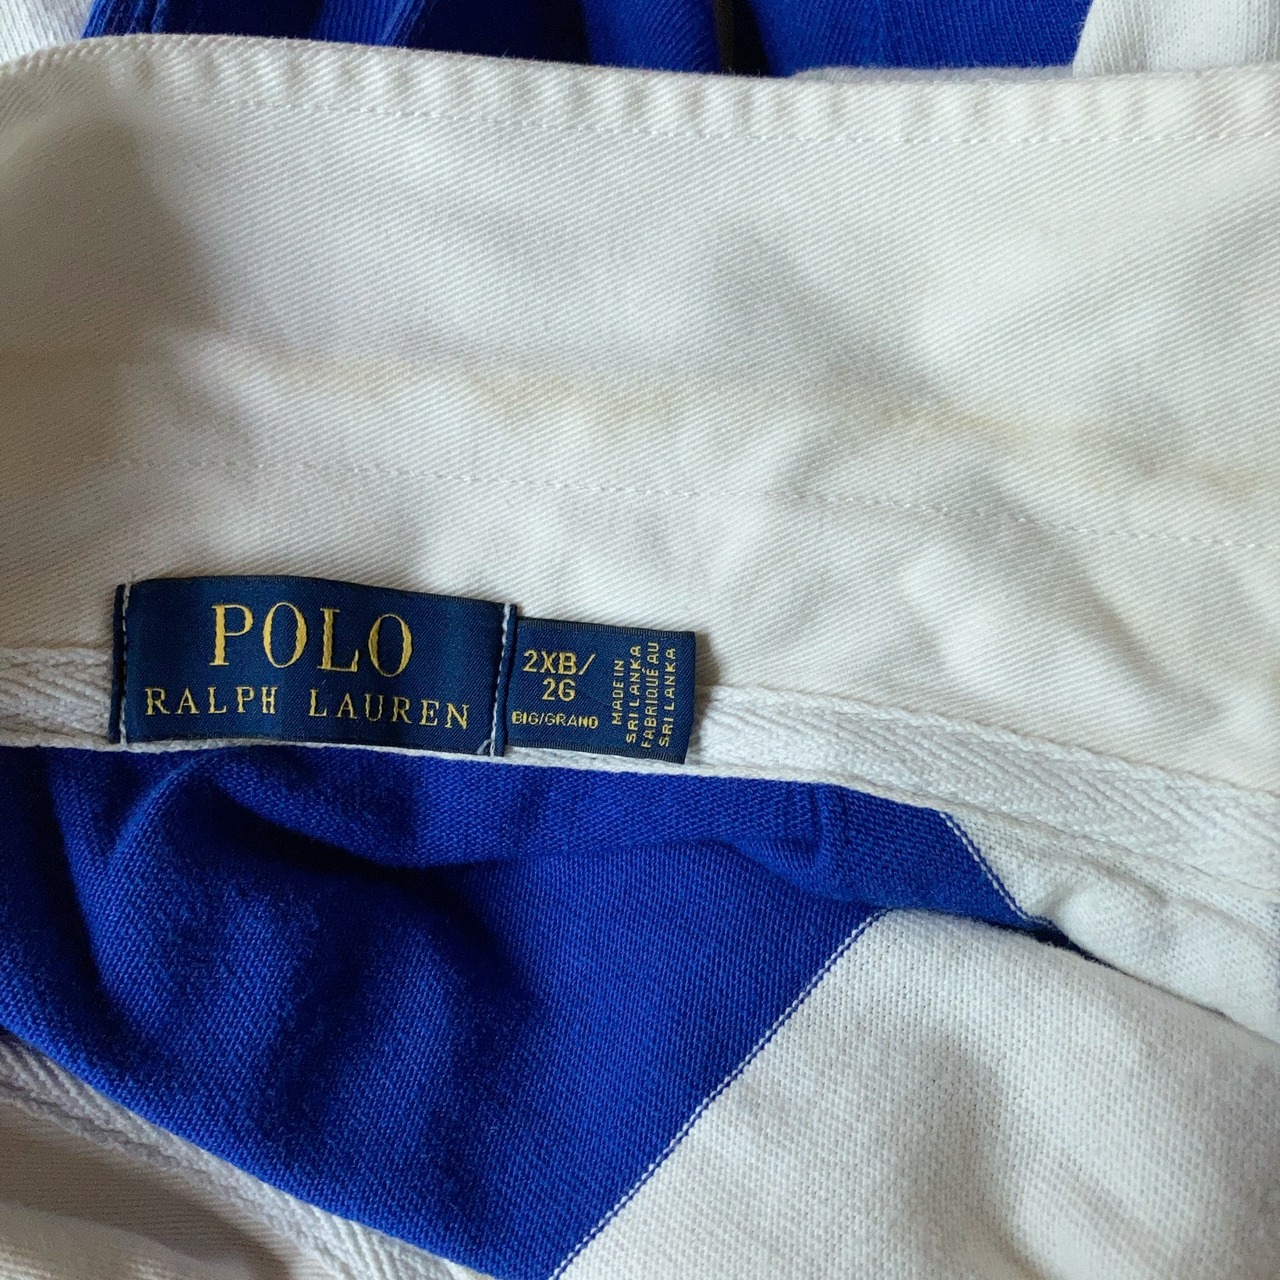 POLO
RALPH LAUREN
2XB/
2G
BIG/GRAND
MADE IN
SRI LANKA
FABRIQUÉ AU
SRI LANKA